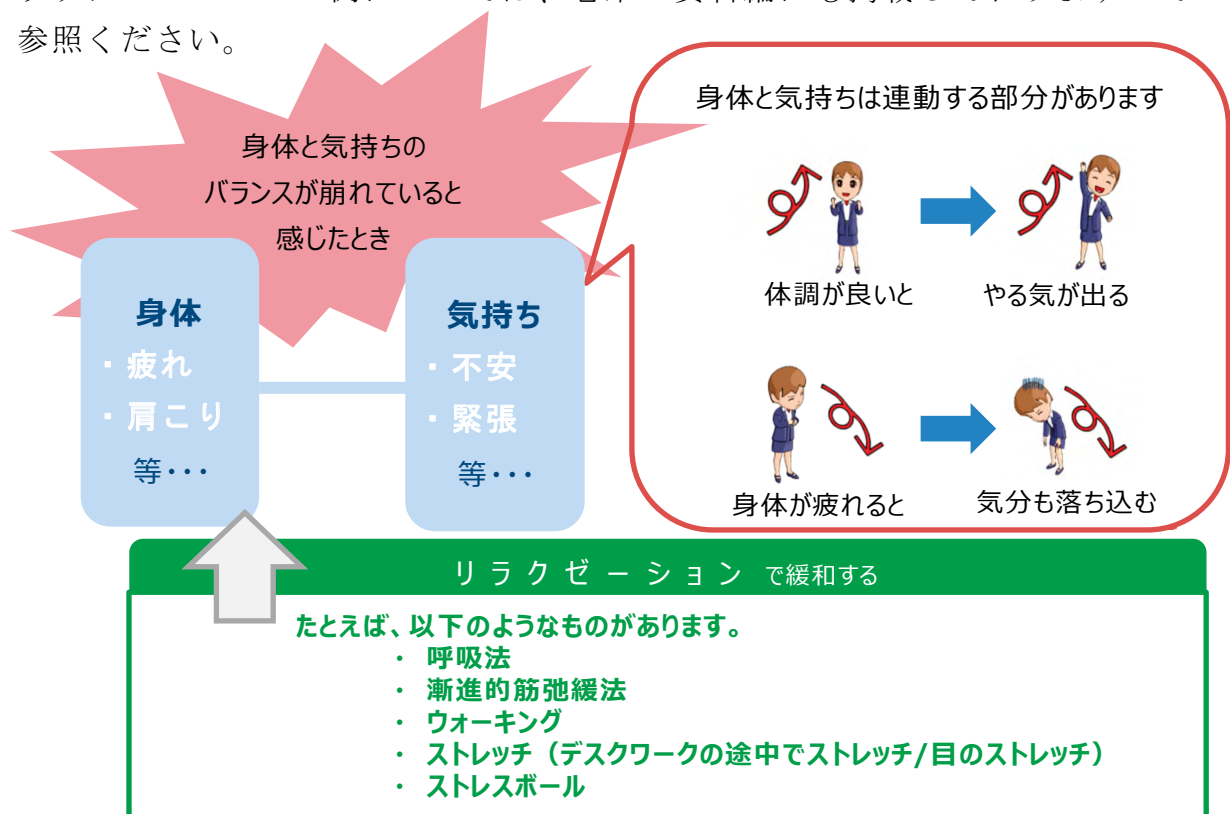 参照ください。
身体と気持ちの
バランスが崩れていると
感じたとき
身体
・疲れ
・肩こり
等・・・
気持ち
・不安
・緊張
等・・・
身体と気持ちは連動する部分があります
体調が良いと
やる気が出る
身体が疲れると
気分も落ち込む
リラクゼーション で緩和する
たとえば、以下のようなものがあります。
・ 呼吸法
・ 漸進的筋弛緩法
・ ウォーキング
・ ストレッチ（デスクワークの途中でストレッチ/目のストレッチ）
・ ストレスボール